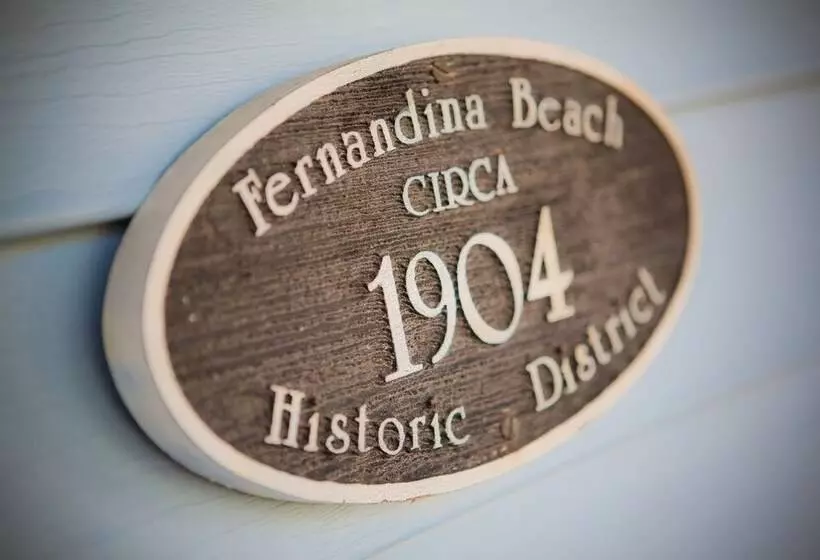 Fernandina Beach
CIRCA
1904
Historic District